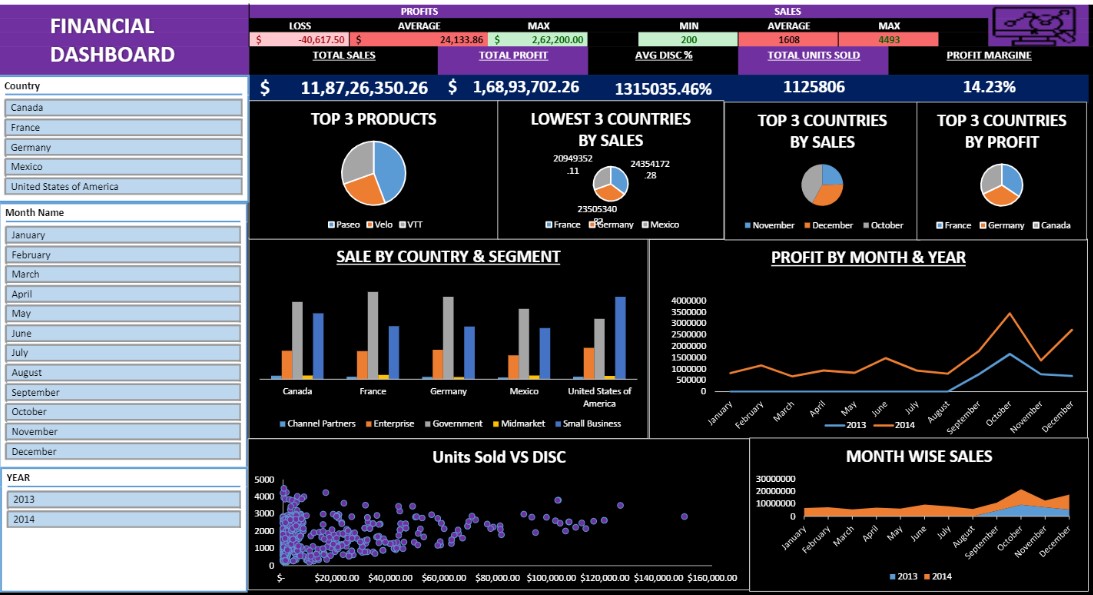 FINANCIAL
DASHBOARD
PROFITS
SALES
LOSS AVERAGE MAX MIN AVERAGE MAX
$ -40,617.50 $ 24,133.86 $ 2,62,200.00 200 1608 4493
TOTAL SALES TOTAL PROFIT AVG DISC % TOTAL UNITS SOLD PROFIT MARGINE
$ 11,87,26,350.26 $ 1,68,93,702.26 1315035.46% 1125806 14.23%
Country
Canada
France
Germany
Mexico
United States of America
Month Name
January
February
March
April
May
June
July
August
September
October
November
December
YEAR
2013
2014
TOP 3 PRODUCTS
Paseo Velo VTT
LOWEST 3 COUNTRIES
BY SALES
20949352
.11
24354172
.28
23505340
France Germany Mexico
TOP 3 COUNTRIES
BY SALES
November December October
TOP 3 COUNTRIES
BY PROFIT
France Germany Canada
SALE BY COUNTRY & SEGMENT
Canada France Germany Mexico United States of
America
Channel Partners Enterprise Government Midmarket Small Business
PROFIT BY MONTH & YEAR
4000000
3500000
3000000
2500000
2000000
1500000
1000000
500000
0
January February March April May June July August September October November December
2013 2014
Units Sold VS DISC
5000
4000
3000
2000
1000
0
$- $20,000.00 $40,000.00 $60,000.00 $80,000.00 $100,000.00 $120,000.00 $140,000.00 $160,000.00
MONTH WISE SALES
30000000
20000000
10000000
0
January February March April May June July August September October November December
2013 2014